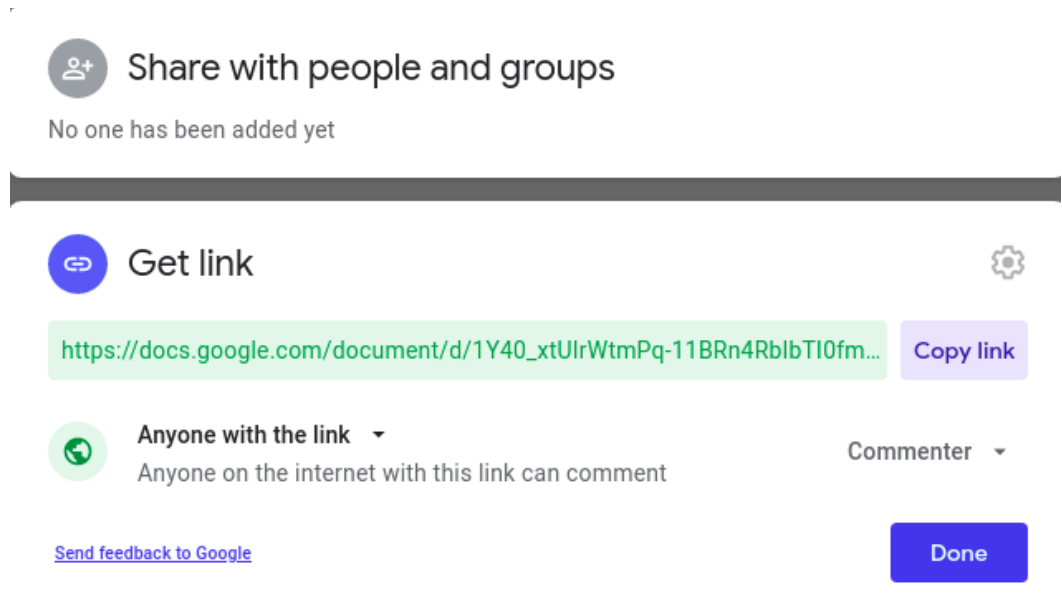 Share with people and groups
No one has been added yet
Get link
https://docs.google.com/document/d/1Y40_xtUIrWtmPq-11BRn4RbIbTI0fm...
Copy link
Anyone with the link
Anyone on the internet with this link can comment
Commenter
Send feedback to Google
Done